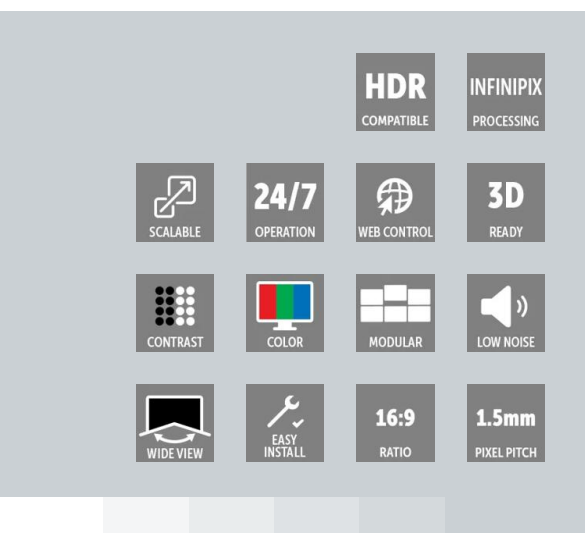 HDR
COMPATIBLE
INFINIPIX
PROCESSING
SCALABLE
24/7
OPERATION
WEB CONTROL
3D
READY
CONTRAST
COLOR
MODULAR
LOW NOISE
WIDE VIEW
EASY
INSTALL
16:9
RATIO
1.5mm
PIXEL PITCH